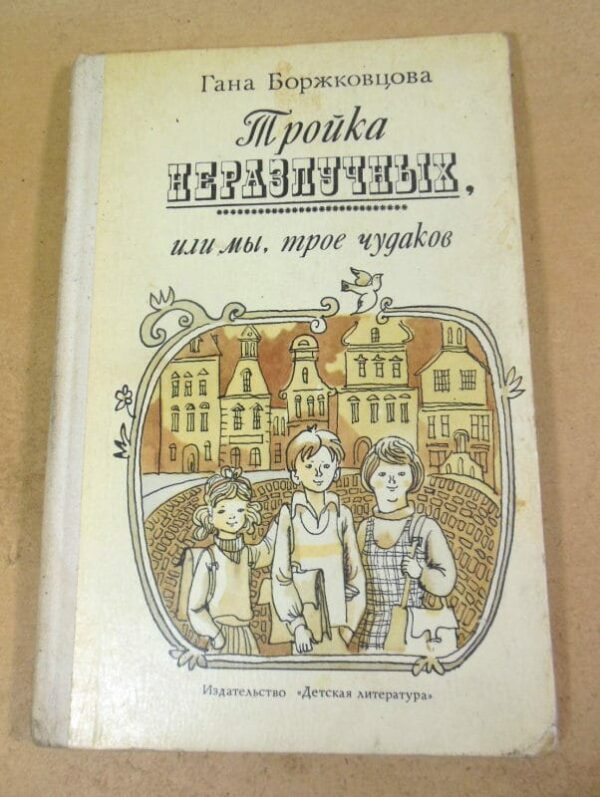 Гана Боржковцова
Тройка
НЕРАЗЛУЧНЫХ,
или мы, трое чудаков
Издательство «Детская литература»